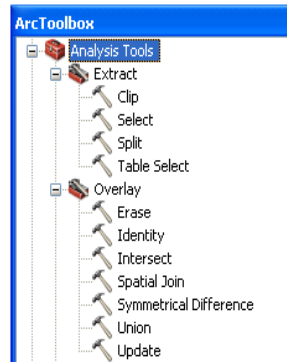 ArcToolbox
Analysis Tools
Extract
Clip
Select
Split
Table Select
Overlay
Erase
Identity
Intersect
Spatial Join
Symmetrical Difference
Union
Update